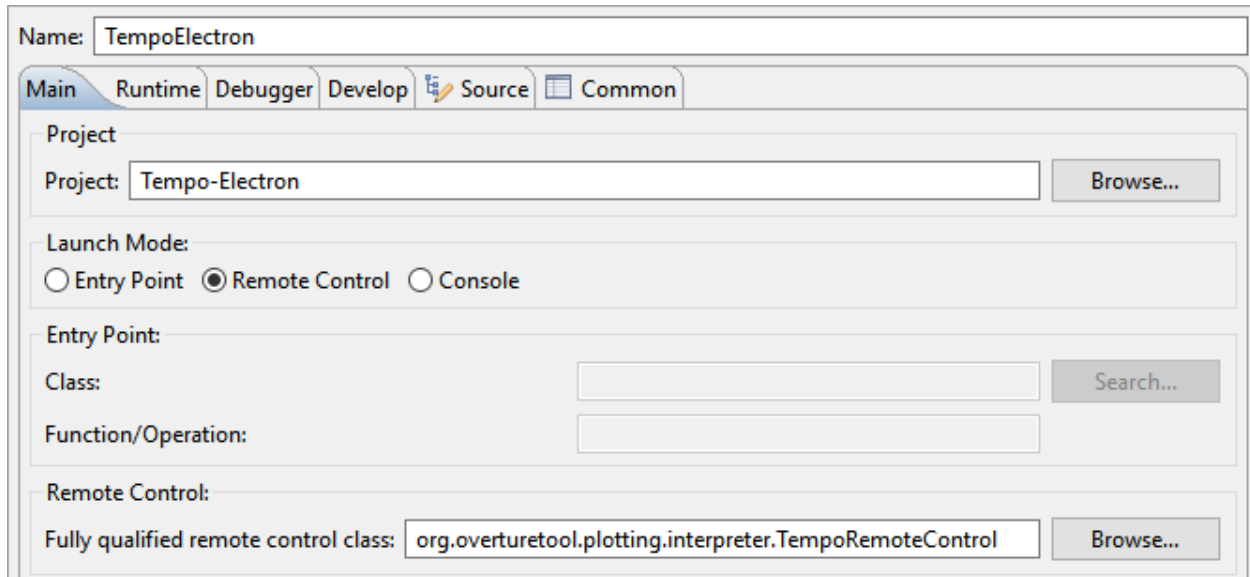 Name: TempoElectron
Main Runtime Debugger Develop Source Common
Project
Project: Tempo-Electron Browse...
Launch Mode:
Entry Point Remote Control Console
Entry Point:
Class: Search...
Function/Operation:
Remote Control:
Fully qualified remote control class: org.overturetool.plotting.interpreter.TempoRemoteControl Browse...